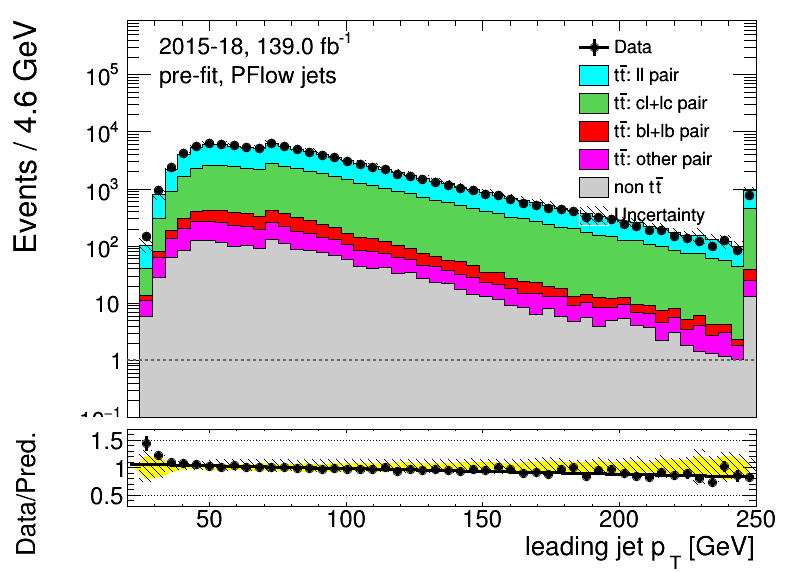 2015-18, 139.0 fb⁻¹
pre-fit, PFlow jets
Data
tt̄: ll pair
tt̄: cl+lc pair
tt̄: bl+lb pair
tt̄: other pair
non tt̄
Uncertainty
Events / 4.6 GeV
10⁵
10⁴
10³
10²
10
1
10⁻¹
Data/Pred.
1.5
1
0.5
50 100 150 200 250
leading jet p_T [GeV]